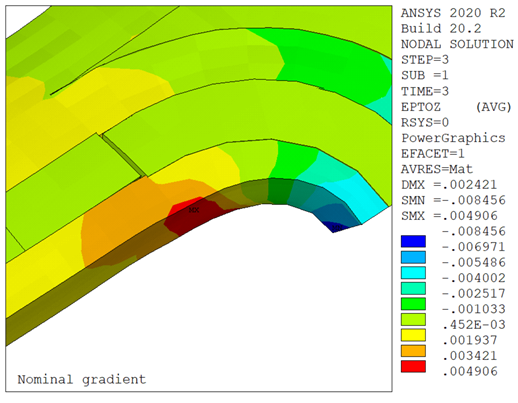 ANSYS 2020 R2
Build 20.2
NODAL SOLUTION
STEP=3
SUB =1
TIME=3
EPTOZ (AVG)
RSYS=0
PowerGraphics
EFACET=1
AVRES=Mat
DMX =.002421
SMN =-.008456
SMX =.004906
-.008456
-.006971
-.005486
-.004002
-.002517
-.001033
.452E-03
.001937
.003421
.004906
Nominal gradient